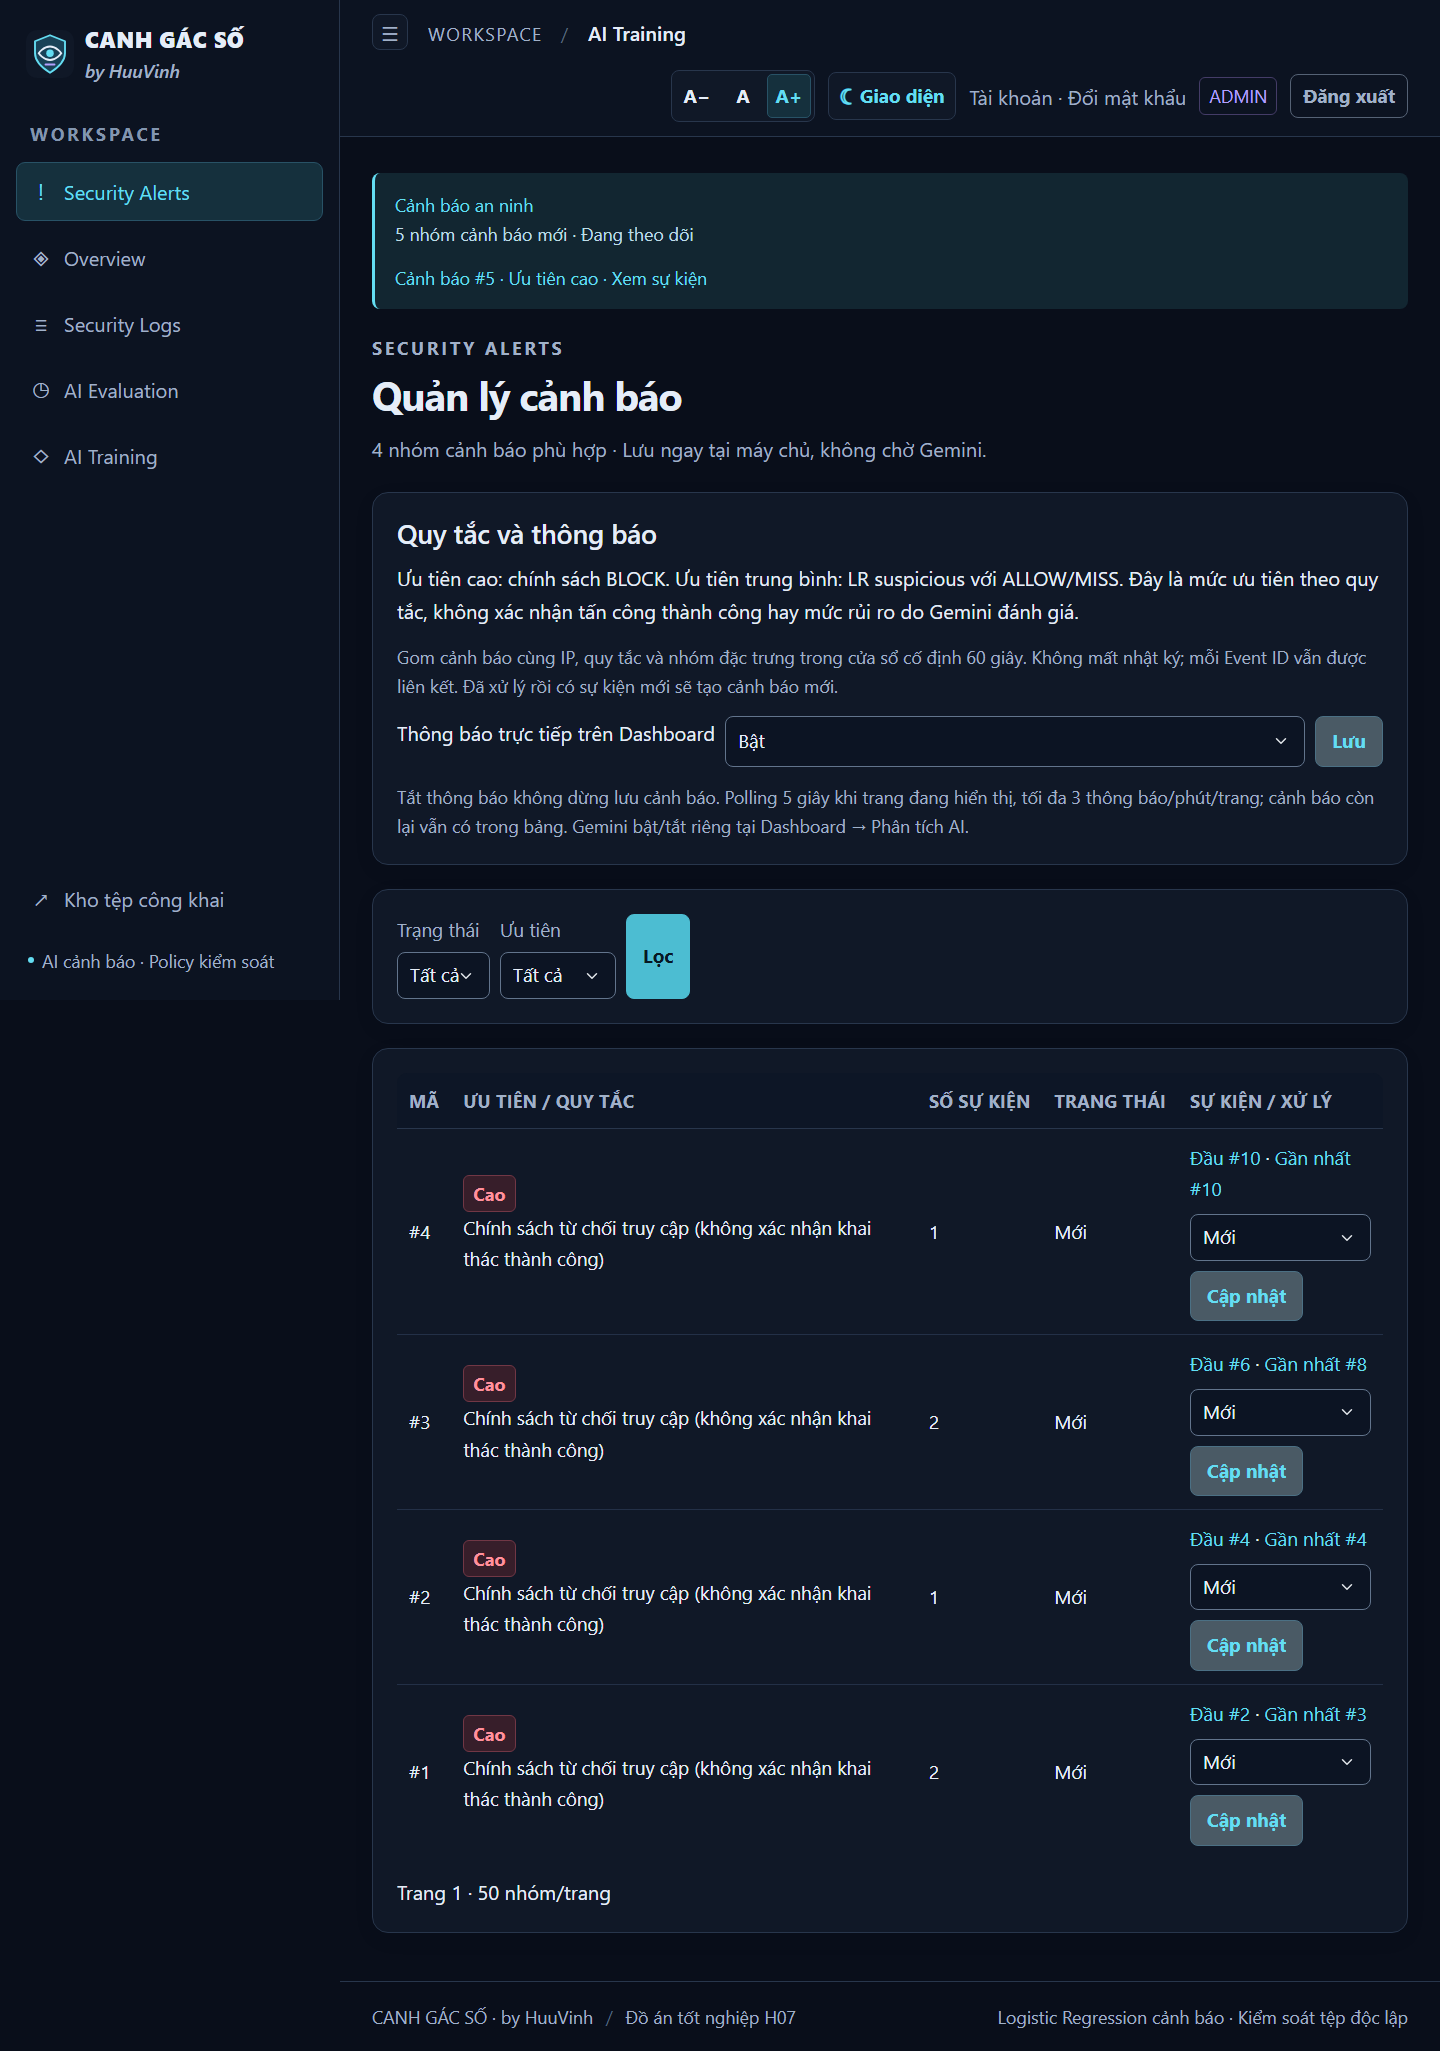 CANH GÁC SỐ
by HuuVinh
WORKSPACE
! Security Alerts
Overview
Security Logs
AI Evaluation
AI Training
Kho tệp công khai
AI cảnh báo · Policy kiểm soát
WORKSPACE / AI Training
A− A A+ Giao diện Tài khoản · Đổi mật khẩu ADMIN Đăng xuất
Cảnh báo an ninh
5 nhóm cảnh báo mới · Đang theo dõi
Cảnh báo #5 · Ưu tiên cao · Xem sự kiện
SECURITY ALERTS
Quản lý cảnh báo
4 nhóm cảnh báo phù hợp · Lưu ngay tại máy chủ, không chờ Gemini.
Quy tắc và thông báo
Ưu tiên cao: chính sách BLOCK. Ưu tiên trung bình: LR suspicious với ALLOW/MISS. Đây là mức ưu tiên theo quy
tắc, không xác nhận tấn công thành công hay mức rủi ro do Gemini đánh giá.
Gom cảnh báo cùng IP, quy tắc và nhóm đặc trưng trong cửa sổ cố định 60 giây. Không mất nhật ký; mỗi Event ID vẫn được
liên kết. Đã xử lý rồi có sự kiện mới sẽ tạo cảnh báo mới.
Thông báo trực tiếp trên Dashboard Bật Lưu
Tắt thông báo không dừng lưu cảnh báo. Polling 5 giây khi trang đang hiển thị, tối đa 3 thông báo/phút/trang; cảnh báo còn
lại vẫn có trong bảng. Gemini bật/tắt riêng tại Dashboard → Phân tích AI.
Trạng thái Ưu tiên
Tất cả Tất cả Lọc
MÃ ƯU TIÊN / QUY TẮC SỐ SỰ KIỆN TRẠNG THÁI SỰ KIỆN / XỬ LÝ
#4
Cao
Chính sách từ chối truy cập (không xác nhận khai
thác thành công)
1
Mới
Đầu #10 · Gần nhất
#10
Mới
Cập nhật
#3
Cao
Chính sách từ chối truy cập (không xác nhận khai
thác thành công)
2
Mới
Đầu #6 · Gần nhất #8
Mới
Cập nhật
#2
Cao
Chính sách từ chối truy cập (không xác nhận khai
thác thành công)
1
Mới
Đầu #4 · Gần nhất #4
Mới
Cập nhật
#1
Cao
Chính sách từ chối truy cập (không xác nhận khai
thác thành công)
2
Mới
Đầu #2 · Gần nhất #3
Mới
Cập nhật
Trang 1 · 50 nhóm/trang
CANH GÁC SỐ · by HuuVinh / Đồ án tốt nghiệp H07
Logistic Regression cảnh báo · Kiểm soát tệp độc lập